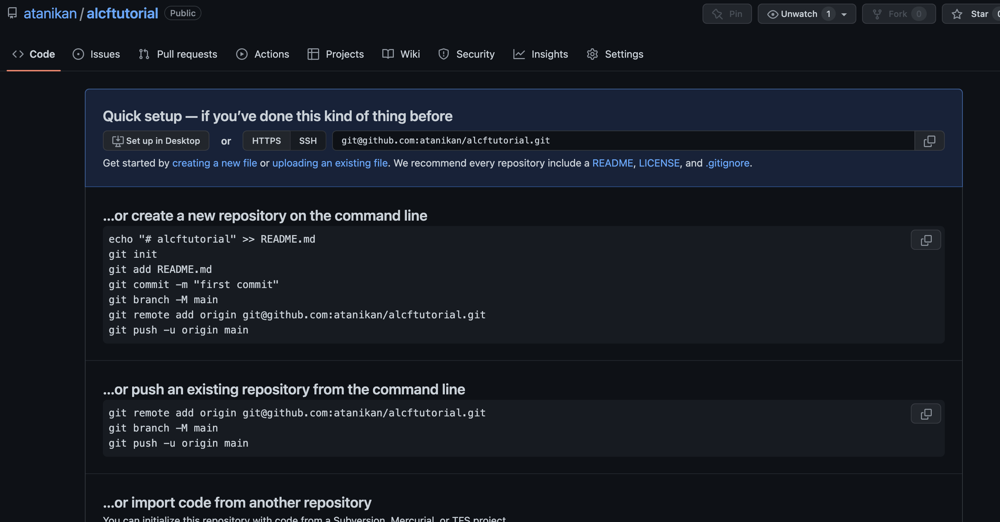 atanikan / alcftutorial Public
Pin Unwatch 1 Fork 0 Star
Code Issues Pull requests Actions Projects Wiki Security Insights Settings
Quick setup — if you’ve done this kind of thing before
Set up in Desktop or HTTPS SSH git@github.com:atanikan/alcftutorial.git
Get started by creating a new file or uploading an existing file. We recommend every repository include a README, LICENSE, and .gitignore.
…or create a new repository on the command line
echo "# alcftutorial" >> README.md
git init
git add README.md
git commit -m "first commit"
git branch -M main
git remote add origin git@github.com:atanikan/alcftutorial.git
git push -u origin main
…or push an existing repository from the command line
git remote add origin git@github.com:atanikan/alcftutorial.git
git branch -M main
git push -u origin main
…or import code from another repository
You can initialize this repository with code from a Subversion, Mercurial, or TFS project.